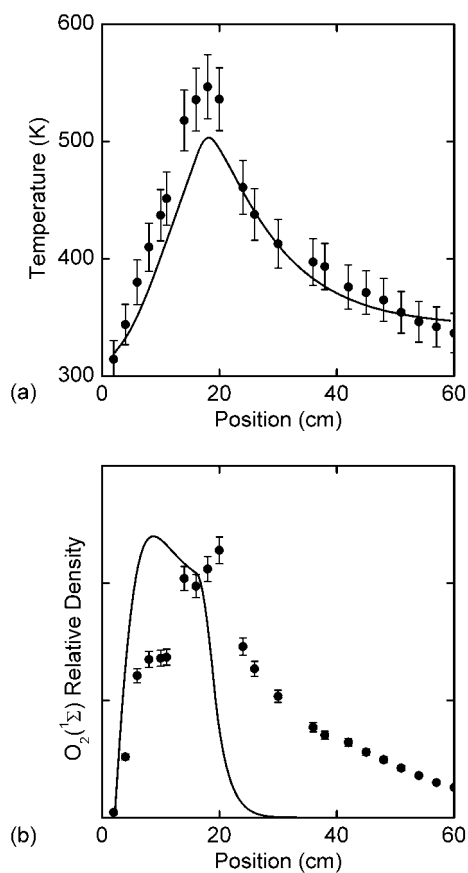 600
500
400
300
Temperature (K)
(a)
0
20
40
60
Position (cm)
O₂(¹Σ) Relative Density
(b)
0
20
40
60
Position (cm)